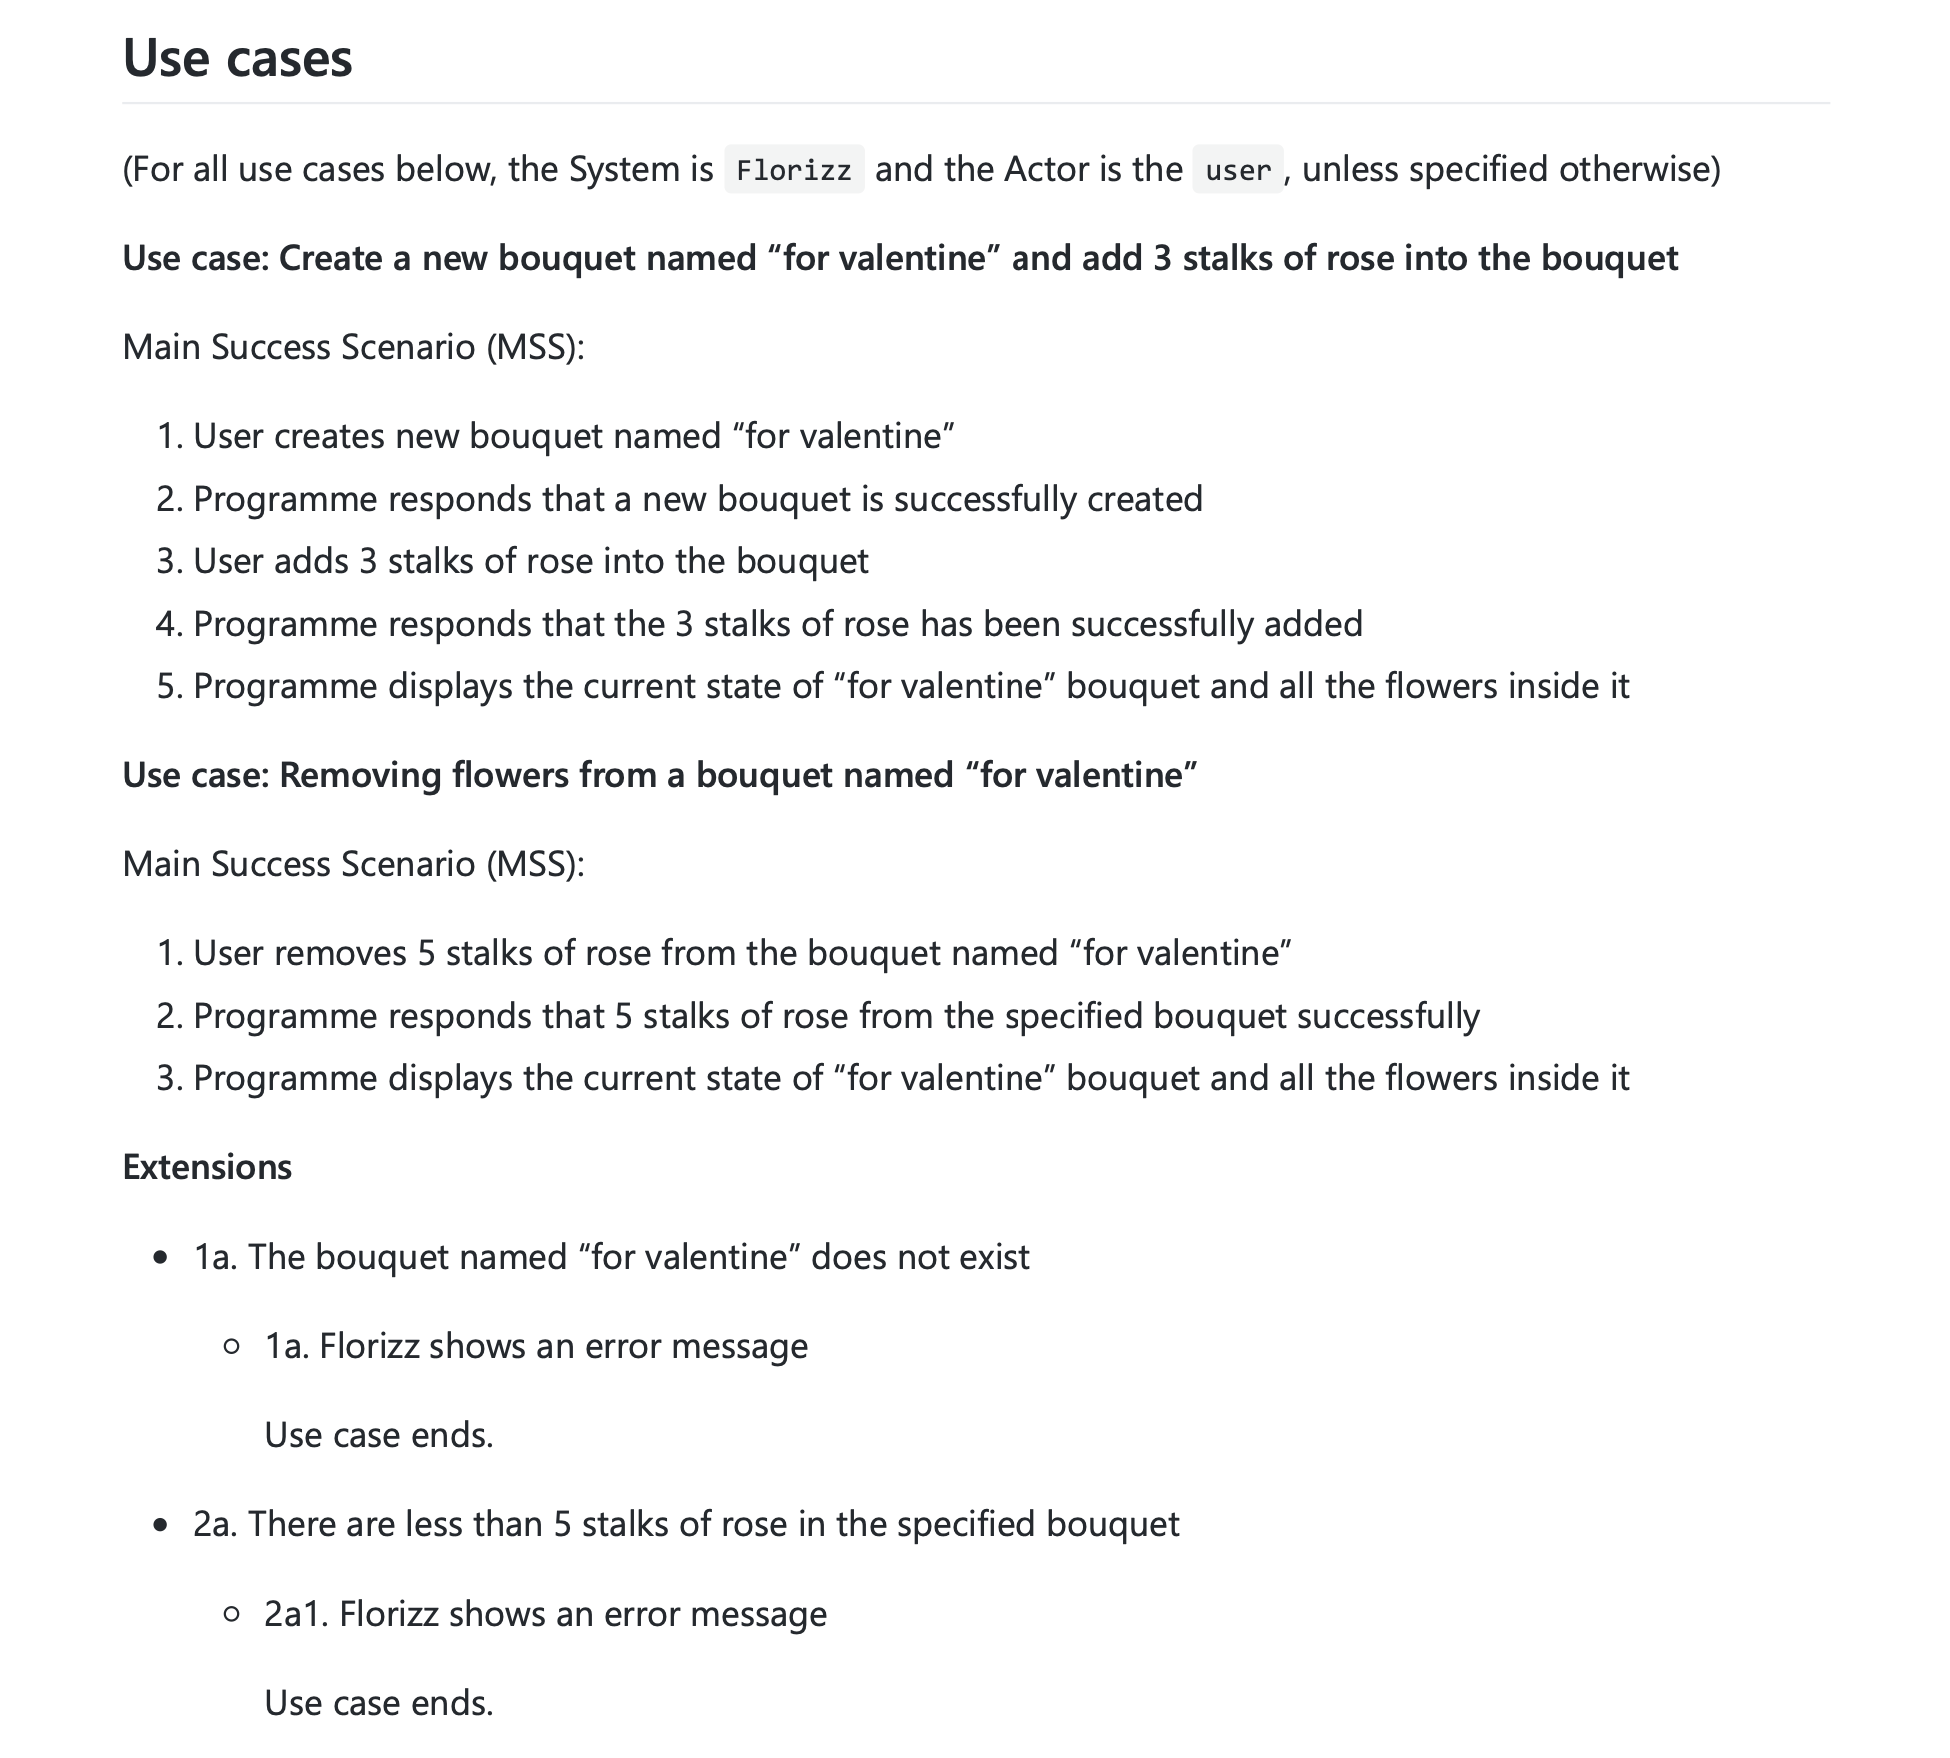 Use cases
(For all use cases below, the System is Florizz and the Actor is the user, unless specified otherwise)
Use case: Create a new bouquet named “for valentine” and add 3 stalks of rose into the bouquet
Main Success Scenario (MSS):
1. User creates new bouquet named “for valentine”
2. Programme responds that a new bouquet is successfully created
3. User adds 3 stalks of rose into the bouquet
4. Programme responds that the 3 stalks of rose has been successfully added
5. Programme displays the current state of “for valentine” bouquet and all the flowers inside it
Use case: Removing flowers from a bouquet named “for valentine”
Main Success Scenario (MSS):
1. User removes 5 stalks of rose from the bouquet named “for valentine”
2. Programme responds that 5 stalks of rose from the specified bouquet successfully
3. Programme displays the current state of “for valentine” bouquet and all the flowers inside it
Extensions
• 1a. The bouquet named “for valentine” does not exist
○ 1a. Florizz shows an error message
Use case ends.
• 2a. There are less than 5 stalks of rose in the specified bouquet
○ 2a1. Florizz shows an error message
Use case ends.